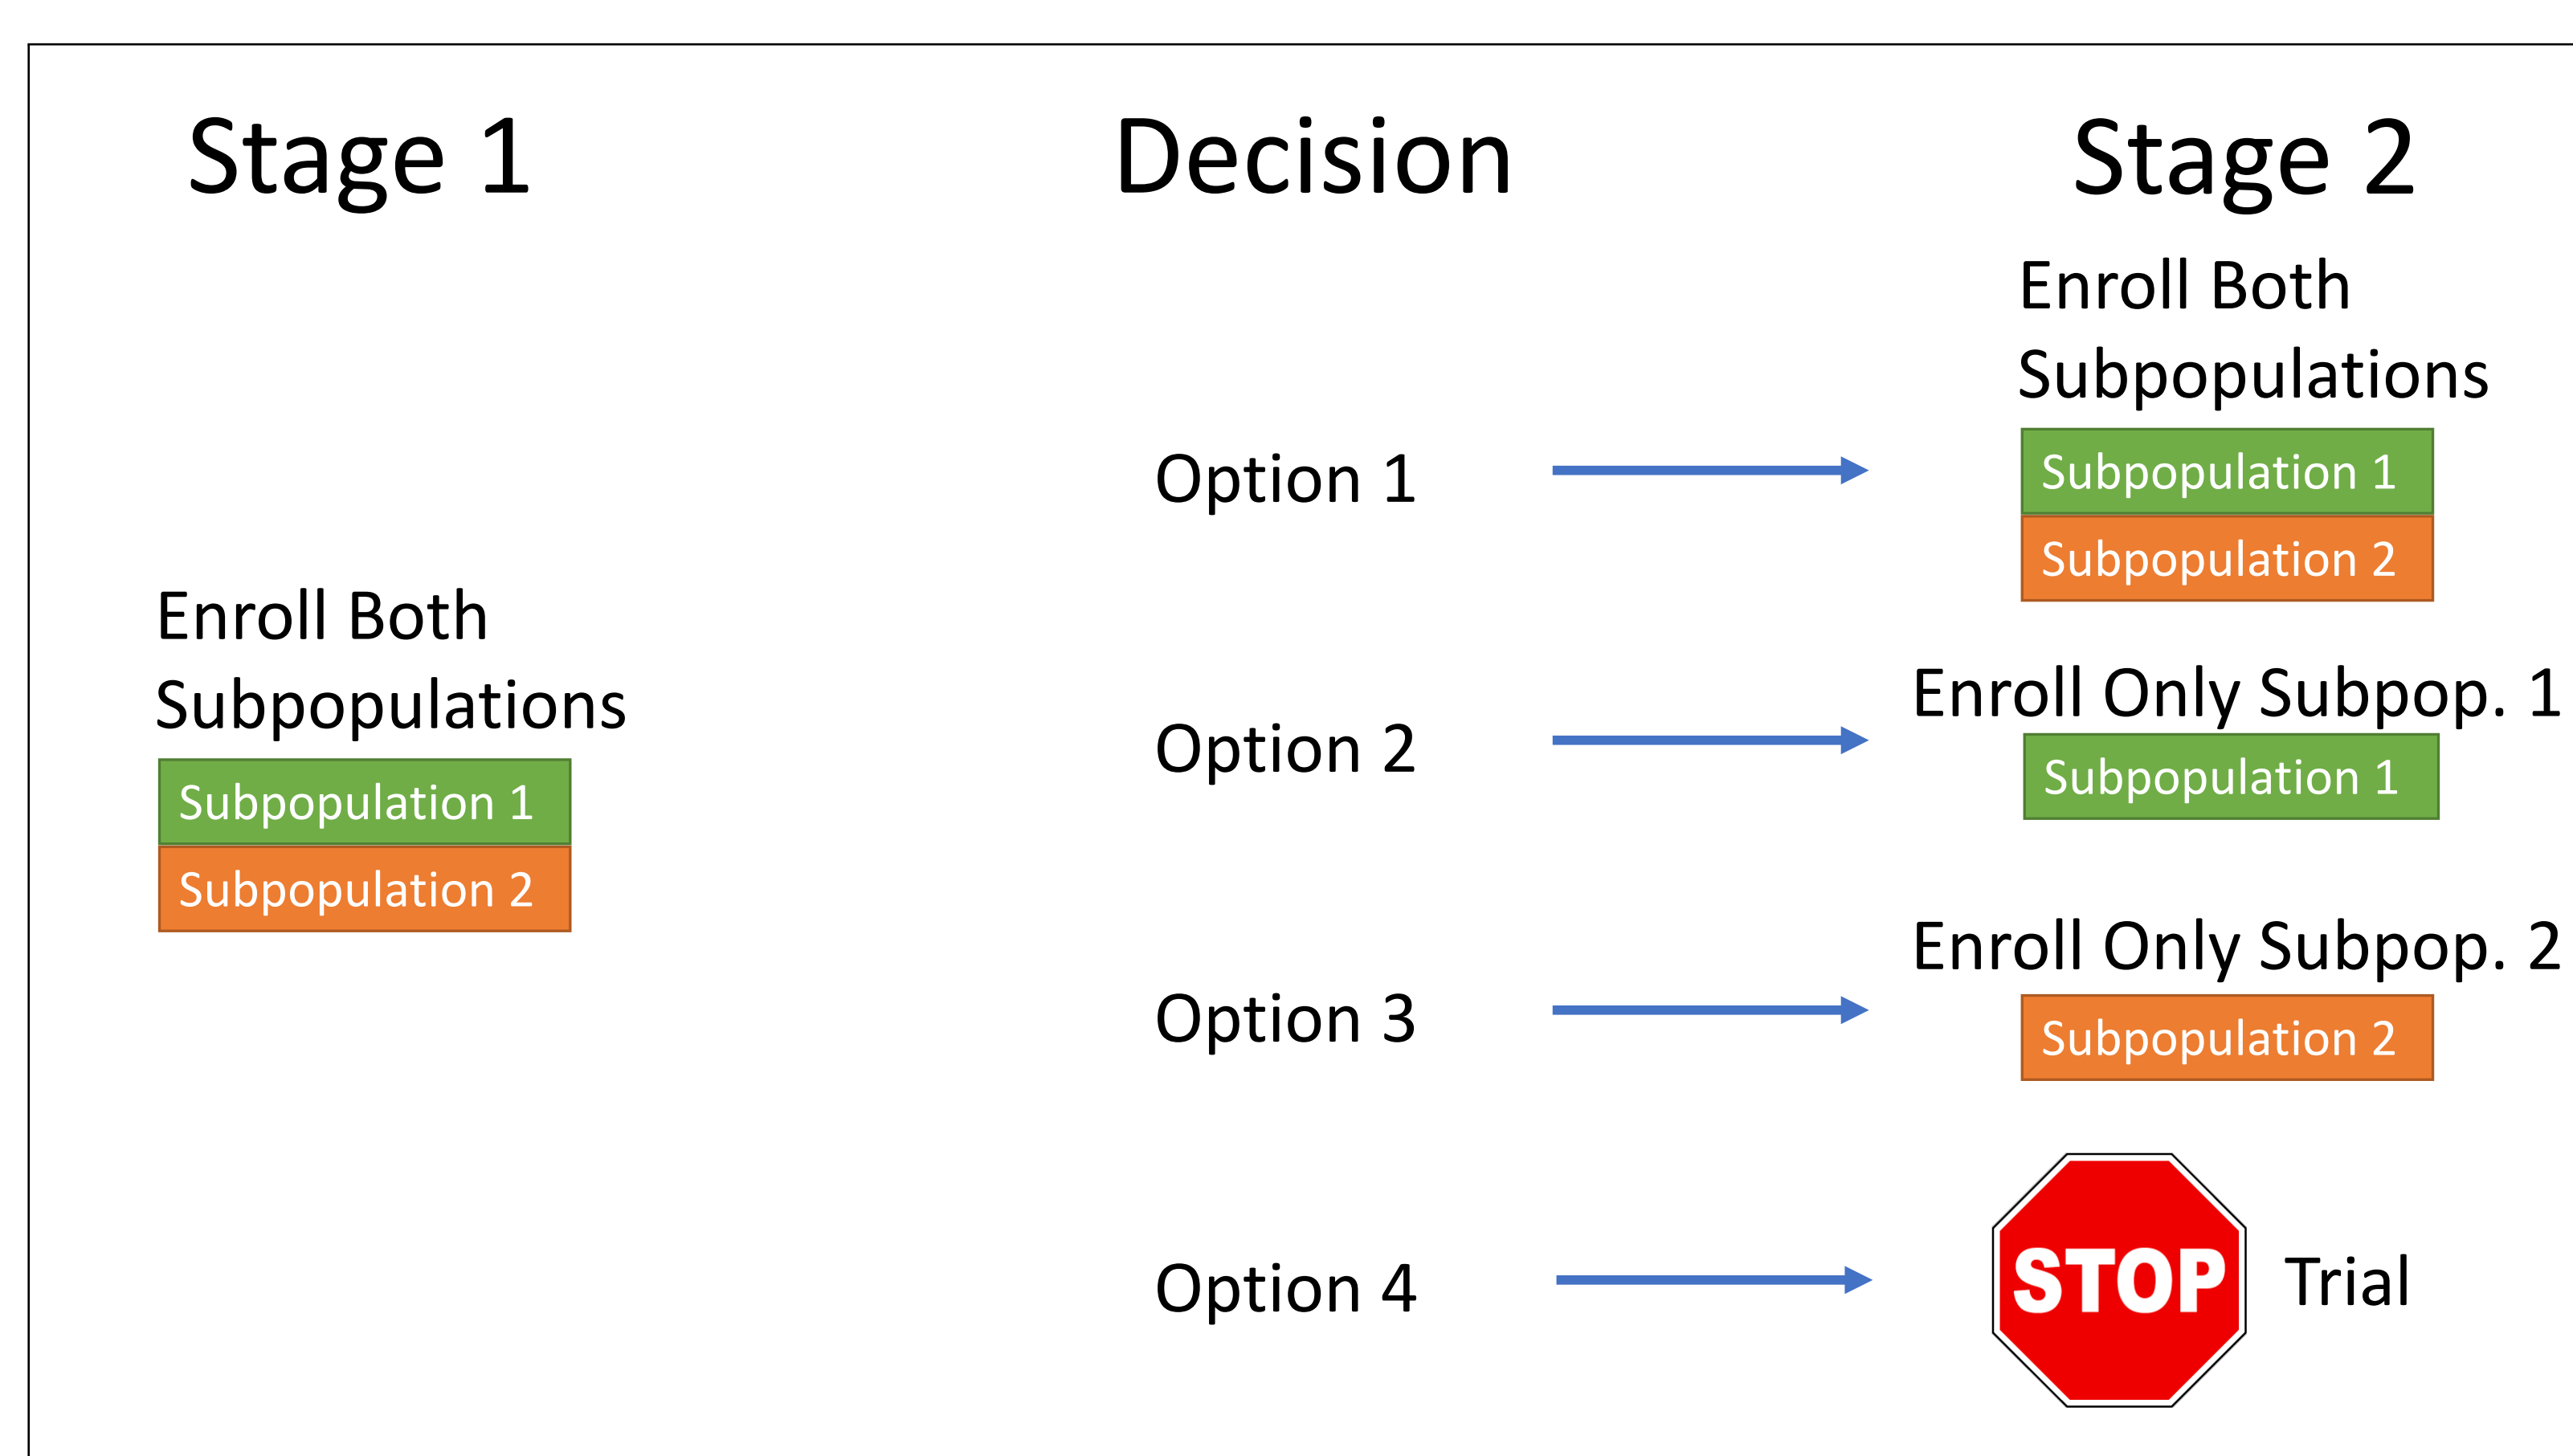 Stage 1
Decision
Stage 2
Enroll Both
Subpopulations
Subpopulation 1
Subpopulation 2
Option 1
Enroll Both
Subpopulations
Subpopulation 1
Subpopulation 2
Option 2
Enroll Only Subpop. 1
Subpopulation 1
Option 3
Enroll Only Subpop. 2
Subpopulation 2
Option 4
STOP Trial